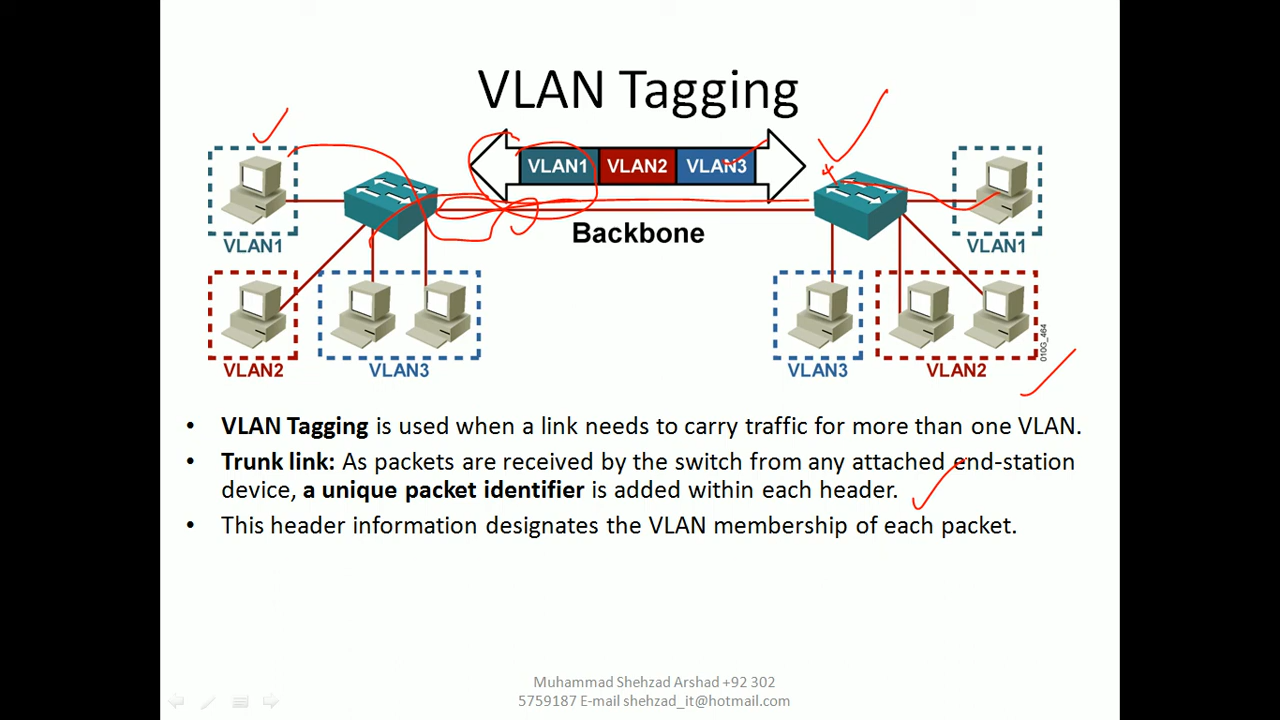 VLAN Tagging
VLAN1 VLAN2 VLAN3
Backbone
VLAN1
VLAN1
VLAN2
VLAN3
VLAN3
VLAN2
010G_464
• VLAN Tagging is used when a link needs to carry traffic for more than one VLAN.
• Trunk link: As packets are received by the switch from any attached end-station
device, a unique packet identifier is added within each header.
• This header information designates the VLAN membership of each packet.
Muhammad Shehzad Arshad +92 302
5759187 E-mail shehzad_it@hotmail.com